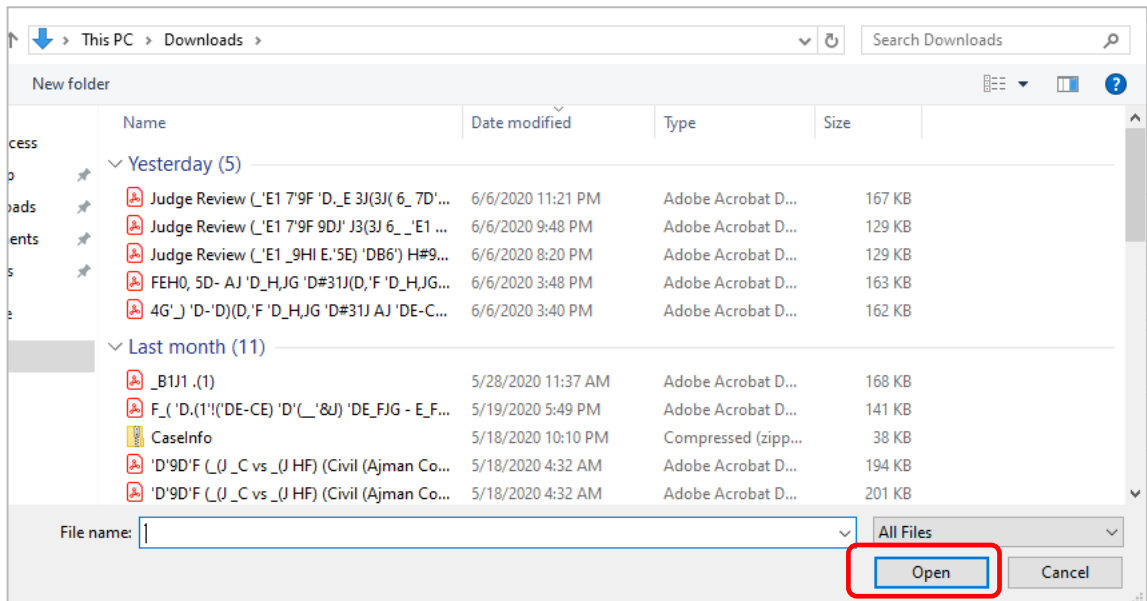 This PC > Downloads >
Search Downloads
New folder
Name Date modified Type Size
cess
Yesterday (5)
Judge Review (_'E1 7'9F 'D._E 3J(3J( 6_ 7D'... 6/6/2020 11:21 PM Adobe Acrobat D... 167 KB
oads
Judge Review (_'E1 7'9F 9DJ' J3(3J 6_ _'E1 ... 6/6/2020 9:48 PM Adobe Acrobat D... 129 KB
ents
Judge Review (_'E1 _9HI E.'5E) 'DB6') H#9... 6/6/2020 8:20 PM Adobe Acrobat D... 129 KB
s
FEH0, 5D- AJ 'D_H,JG 'D#31J(D,'F 'D_H,JG... 6/6/2020 3:48 PM Adobe Acrobat D... 163 KB
4G'_) 'D-'D)(D,'F 'D_H,JG 'D#31J AJ 'DE-C... 6/6/2020 3:40 PM Adobe Acrobat D... 162 KB
Last month (11)
_B1J1 .(1) 5/28/2020 11:37 AM Adobe Acrobat D... 168 KB
F_( 'D.(1'!('DE-CE) 'D'(__'&J) 'DE_FJG - E_F... 5/19/2020 5:49 PM Adobe Acrobat D... 141 KB
CaseInfo 5/18/2020 10:10 PM Compressed (zipp... 38 KB
'D'9D'F (_(J _C vs _(J HF) (Civil (Ajman Co... 5/18/2020 4:32 AM Adobe Acrobat D... 194 KB
'D'9D'F (_(J _C vs _(J HF) (Civil (Ajman Co... 5/18/2020 4:32 AM Adobe Acrobat D... 201 KB
File name:
All Files
Open
Cancel